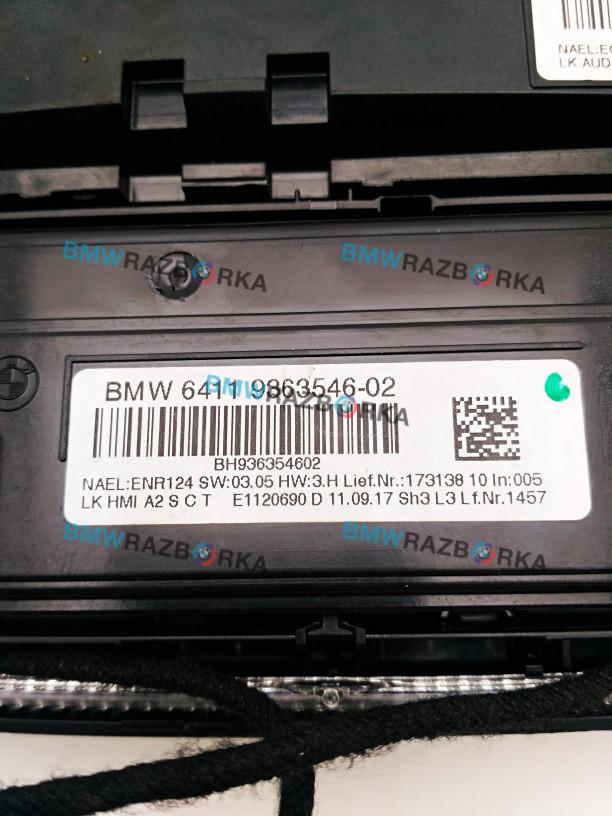 NAEL:E
LK AUD
BMWRAZBORKA
BMWRAZBORKA
BMW 6411 9363546-02
BMWRAZBORKA
BH936354602
NAEL:ENR124 SW:03.05 HW:3.H Lief.Nr.:173138 10 In:005
LK HMI A2 S C T E1120690 D 11.09.17 Sh3 L3 Lf.Nr.1457
BMWRAZBORKA
BMWRAZBORKA